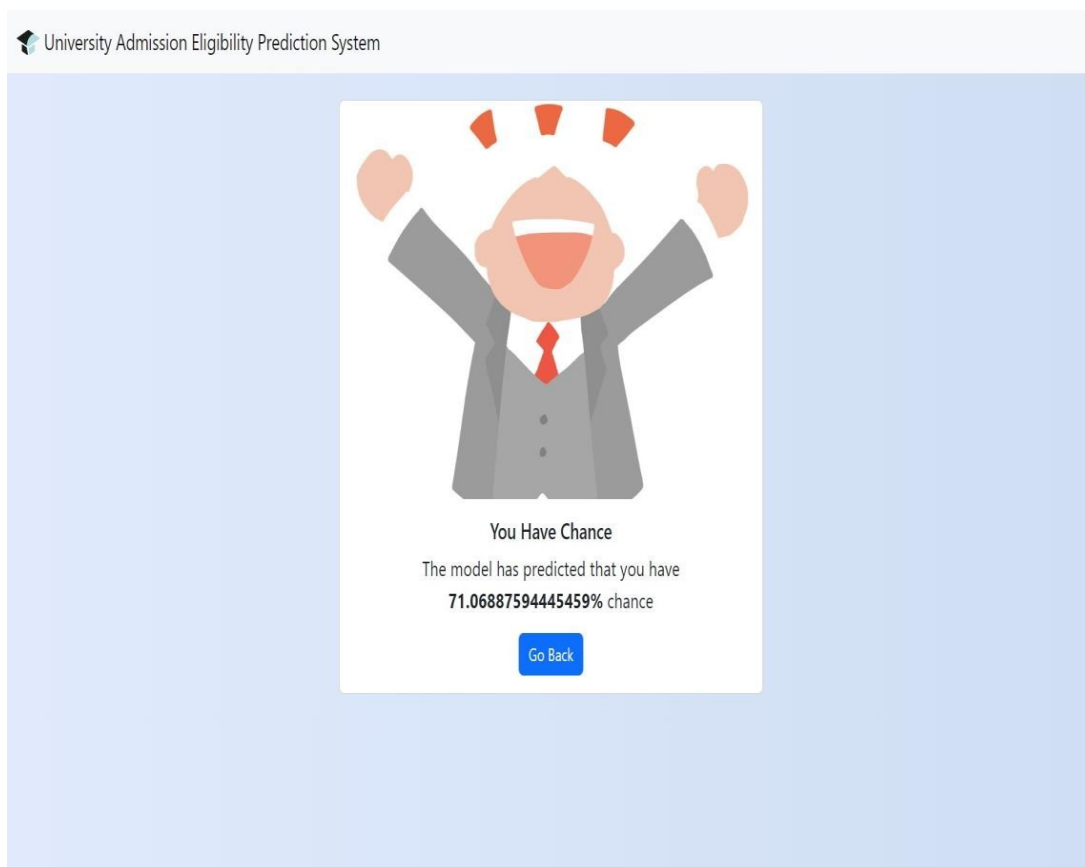 University Admission Eligibility Prediction System
You Have Chance
The model has predicted that you have
71.06887594445459% chance
Go Back